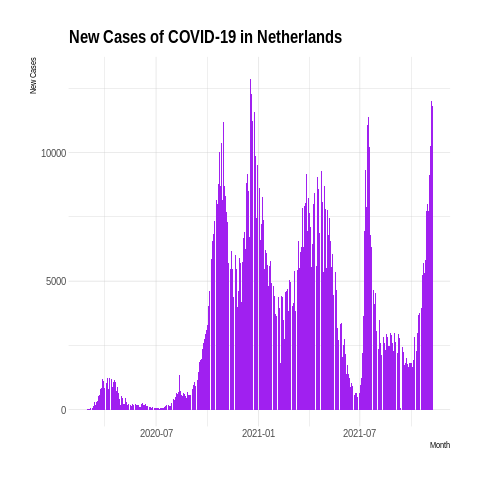 New Cases of COVID-19 in Netherlands
New Cases
10000
5000
0
2020-07
2021-01
2021-07
Month